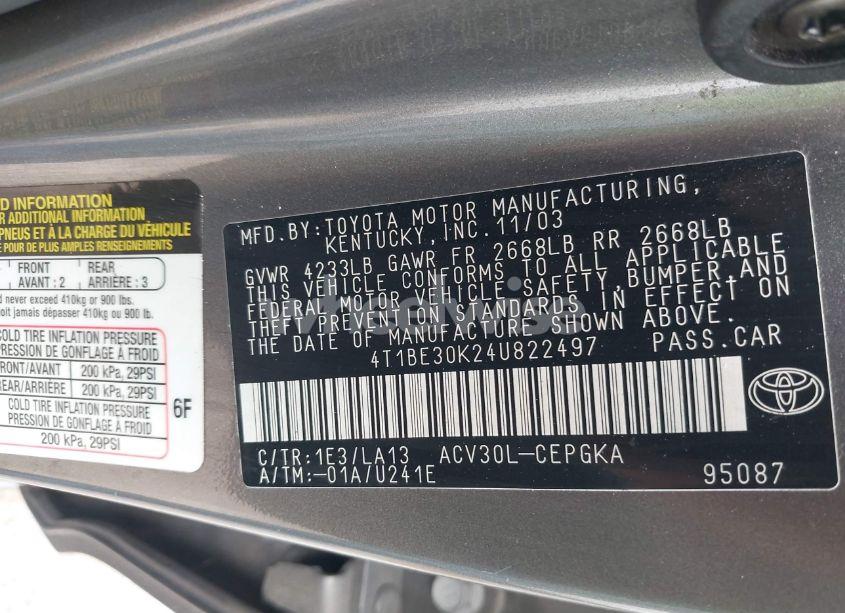 D INFORMATION
R ADDITIONAL INFORMATION
PNEUS ET À LA CHARGE DU VÉHICULE
E POUR DE PLUS AMPLES RENSEIGNEMENTS
FRONT REAR
AVANT : 2 ARRIÈRE : 3
d never exceed 410kg or 900 lbs.
oit jamais dépasser 410kg ou 900 lb.
COLD TIRE INFLATION PRESSURE
PRESSION DE GONFLAGE À FROID
FRONT/AVANT 200 kPa, 29PSI
REAR/ARRIÈRE 200 kPa, 29PSI
COLD TIRE INFLATION PRESSURE
PRESSION DE GONFLAGE À FROID
200 kPa, 29PSI
6F
MFD.BY:TOYOTA MOTOR MANUFACTURING,
KENTUCKY,INC.11/03
GVWR 4233LB GAWR FR 2668LB RR 2668LB
THIS VEHICLE CONFORMS TO ALL APPLICABLE
FEDERAL MOTOR VEHICLE SAFETY,BUMPER,AND
THEFT PREVENTION STANDARDS IN EFFECT ON
THE DATE OF MANUFACTURE SHOWN ABOVE.
4T1BE30K24U822497 PASS.CAR
C/TR:1E3/LA13 ACV30L-CEPGKA
A/TM:-01A/U241E 95087